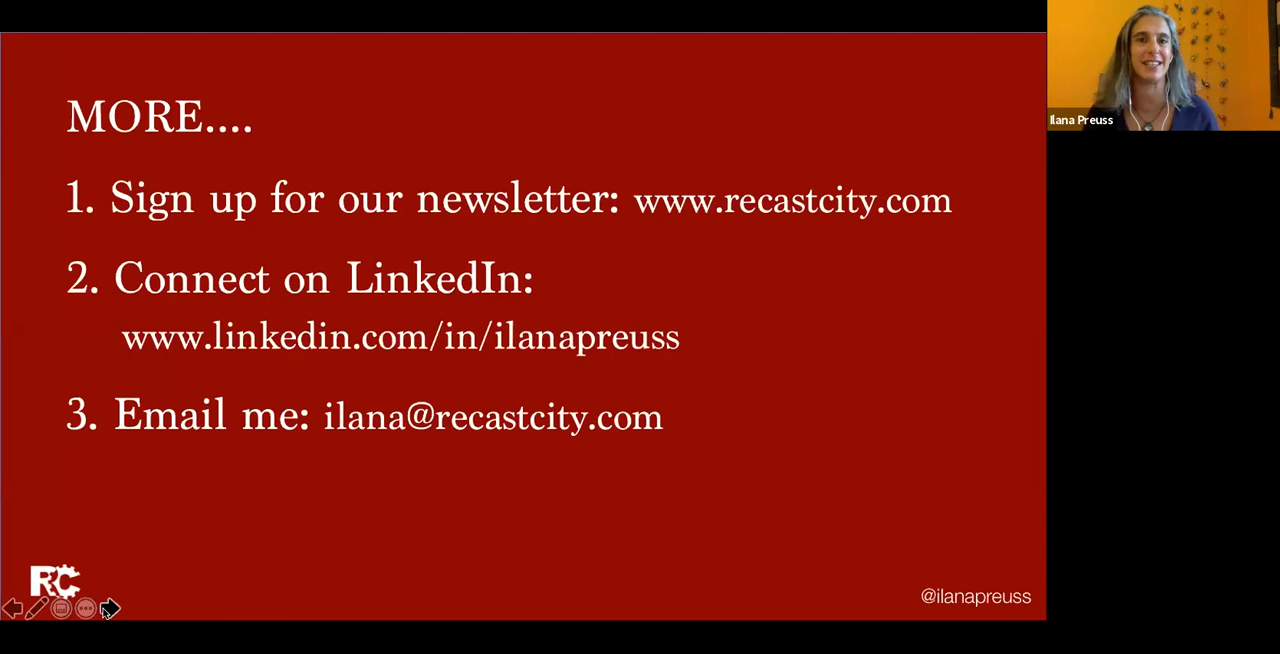 MORE....
1. Sign up for our newsletter: www.recastcity.com
2. Connect on LinkedIn:
www.linkedin.com/in/ilanapreuss
3. Email me: ilana@recastcity.com
RC
@ilanapreuss
Ilana Preuss